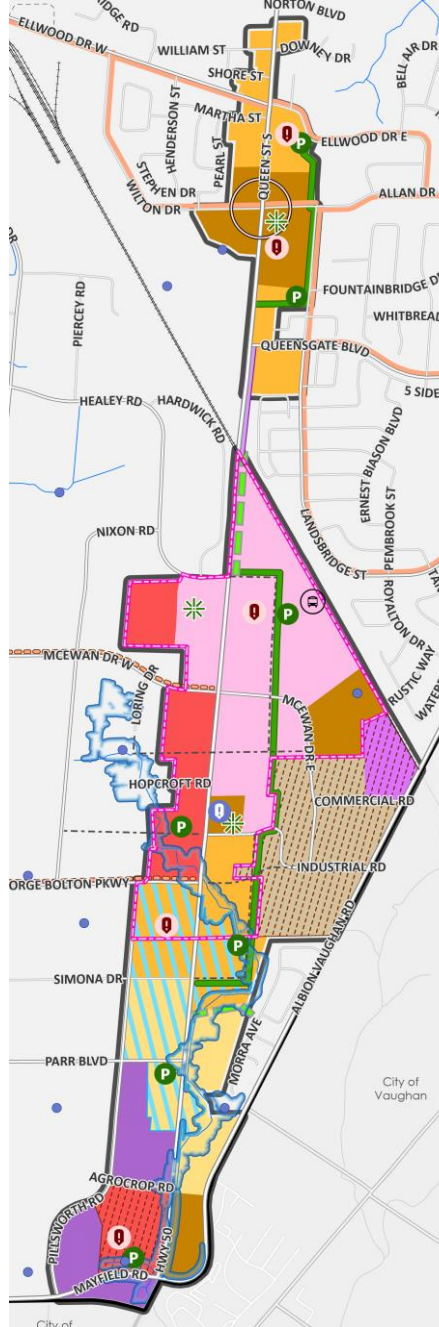 NORTON BLVD
RIDGE RD
ELLWOOD DR W
WILLIAM ST
DOWNEY DR
BELL AIR DR
SHORE ST
HENDERSON ST
MARTHA ST
PEARL ST
QUEEN ST S
ELLWOOD DR E
P
STEPHEN DR
WILTON DR
ALLAN DR
FOUNTAINBRIDGE DR
P
WHITBREAD
PIERCEY RD
QUEENSGATE BLVD
5 SIDE
HEALEY RD
HARDWICK RD
ERNEST BIASON BLVD
PEMBROOK ST
LANDSBRIDGE ST
ROYALTON DR
NIXON RD
P
RUSTIC WAY
MCEWAN DR W
LORING DR
MCEWAN DR E
HOPCROFT RD
COMMERCIAL RD
P
INDUSTRIAL RD
ORGE BOLTON PKWY
ALBION-VAUGHAN RD
P
SIMONA DR
MORRA AVE
PARR BLVD
P
City of
Vaughan
AGROCROP RD
PILLSWORTH RD
HWY 50
P
MAYFIELD RD
City of